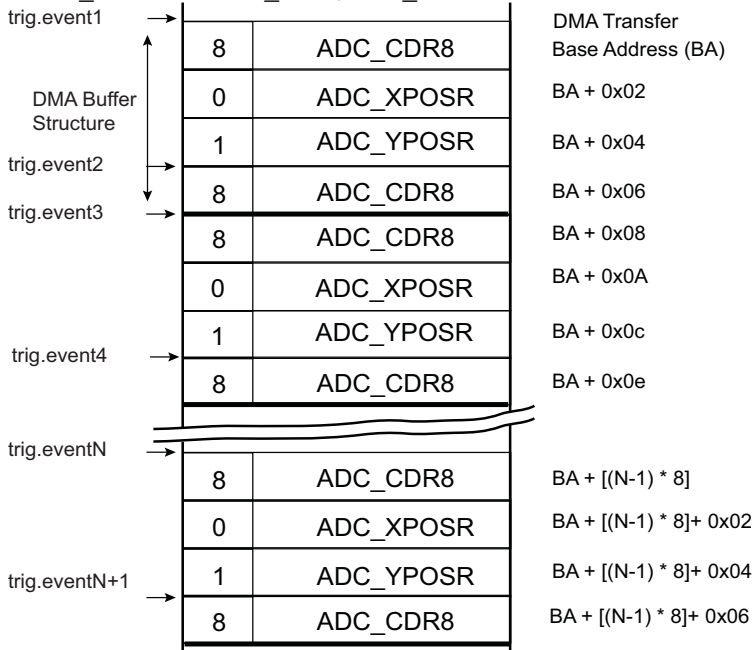 trig.event1
DMA Transfer
8 ADC_CDR8 Base Address (BA)
DMA Buffer
Structure
0 ADC_XPOSR BA + 0x02
1 ADC_YPOSR BA + 0x04
trig.event2
8 ADC_CDR8 BA + 0x06
trig.event3
8 ADC_CDR8 BA + 0x08
0 ADC_XPOSR BA + 0x0A
1 ADC_YPOSR BA + 0x0c
trig.event4
8 ADC_CDR8 BA + 0x0e
trig.eventN
8 ADC_CDR8 BA + [(N-1) * 8]
0 ADC_XPOSR BA + [(N-1) * 8]+ 0x02
1 ADC_YPOSR BA + [(N-1) * 8]+ 0x04
trig.eventN+1
8 ADC_CDR8 BA + [(N-1) * 8]+ 0x06